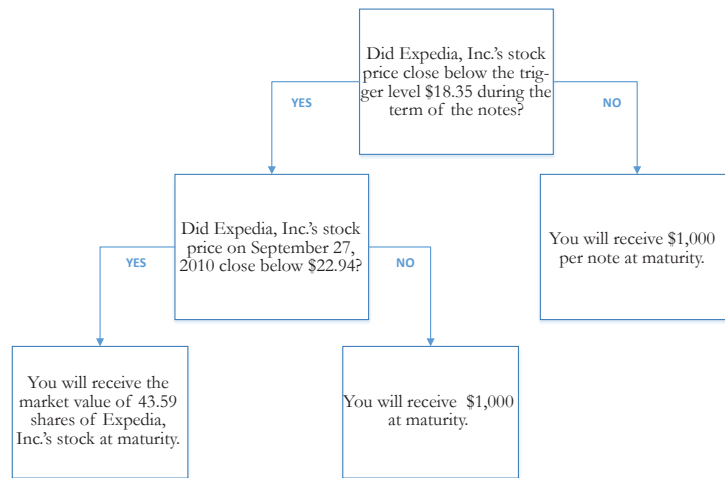 Did Expedia, Inc.'s stock
price close below the trig-
ger level $18.35 during the
term of the notes?
YES
NO
Did Expedia, Inc.'s stock
price on September 27,
2010 close below $22.94?
You will receive $1,000
per note at maturity.
YES
NO
You will receive the
market value of 43.59
shares of Expedia,
Inc.'s stock at maturity.
You will receive $1,000
at maturity.